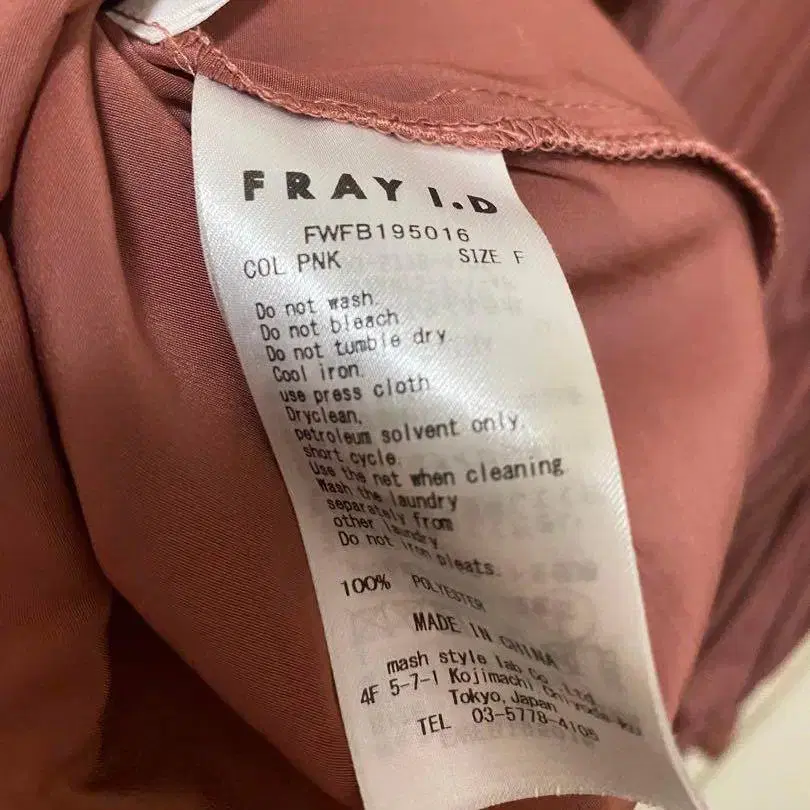 FRAY I.D
FWFB195016
COL PNK SIZE F
Do not wash.
Do not bleach.
Do not tumble dry.
Cool iron.
use press cloth
Dryclean,
petroleum solvent only.
short cycle.
Use the net when cleaning.
Wash the laundry
separately from
other laundry.
Do not iron pleats.
100% POLYESTER
MADE IN CHINA
mash style lab Co.,Ltd.
4F 5-7-1 Kojimachi Chiyoda-ku
Tokyo,Japan
TEL 03-5778-4105